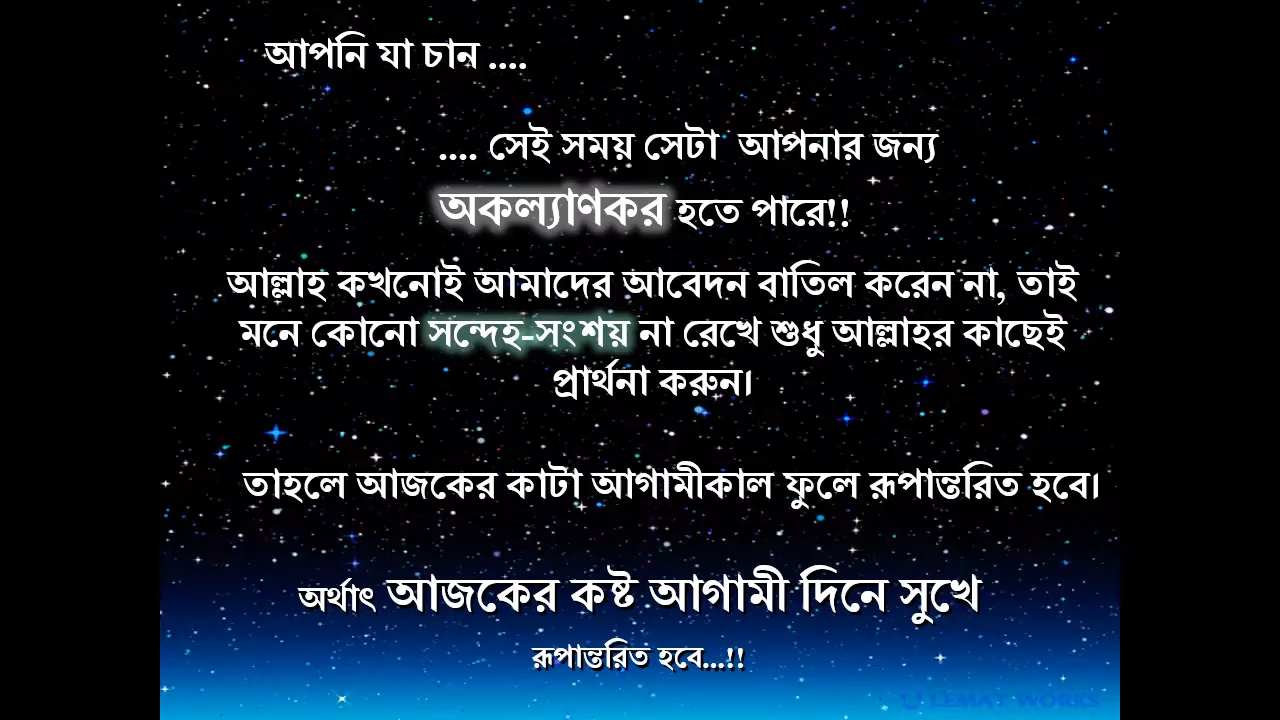 আপনি যা চান ....
.... সেই সময় সেটা আপনার জন্য
অকল্যাণকর হতে পারে!!
আল্লাহ কখনোই আমাদের আবেদন বাতিল করেন না, তাই
মনে কোনো সন্দেহ-সংশয় না রেখে শুধু আল্লাহর কাছেই
প্রার্থনা করুন।
তাহলে আজকের কাটা আগামীকাল ফুলে রূপান্তরিত হবে।
অর্থাৎ আজকের কষ্ট আগামী দিনে সুখে
রূপান্তরিত হবে...!!
WORKS